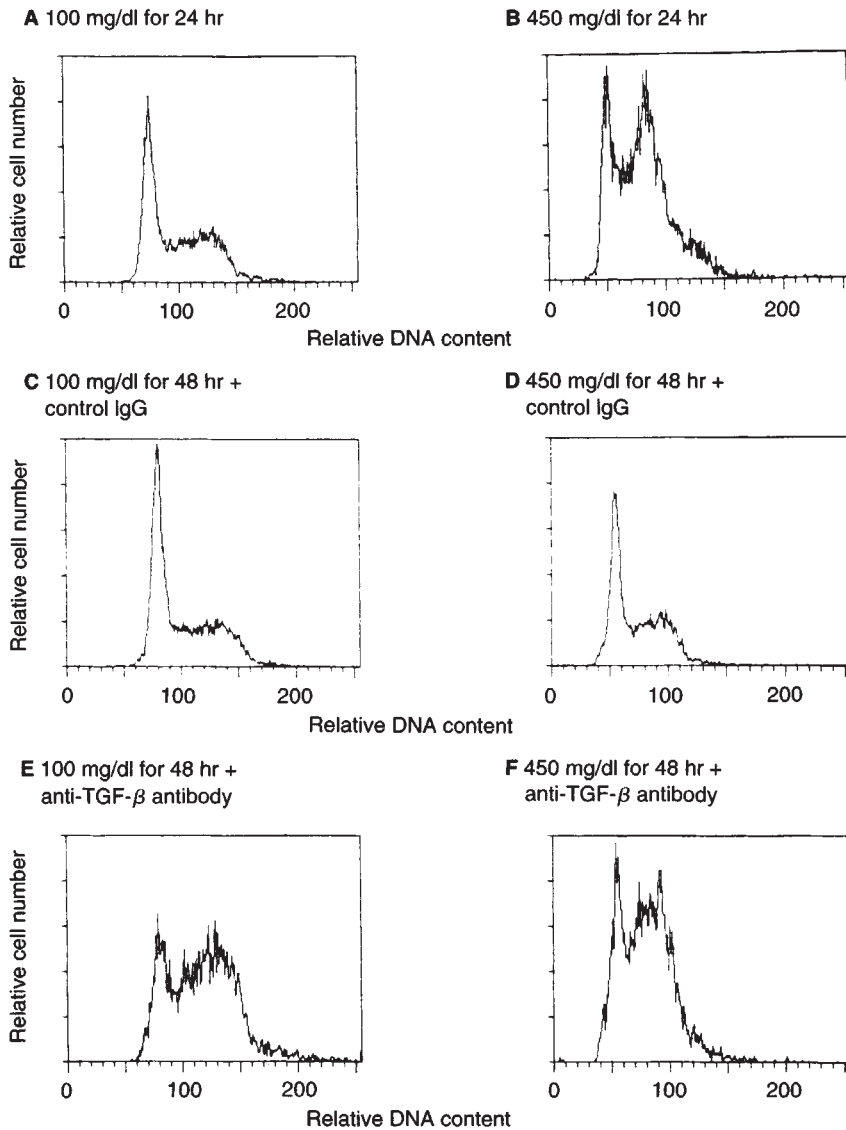 A 100 mg/dl for 24 hr
B 450 mg/dl for 24 hr
Relative cell number
0 100 200
0 100 200
Relative DNA content
C 100 mg/dl for 48 hr +
control IgG
D 450 mg/dl for 48 hr +
control IgG
Relative cell number
0 100 200
0 100 200
Relative DNA content
E 100 mg/dl for 48 hr +
anti-TGF-β antibody
F 450 mg/dl for 48 hr +
anti-TGF-β antibody
Relative cell number
0 100 200
0 100 200
Relative DNA content